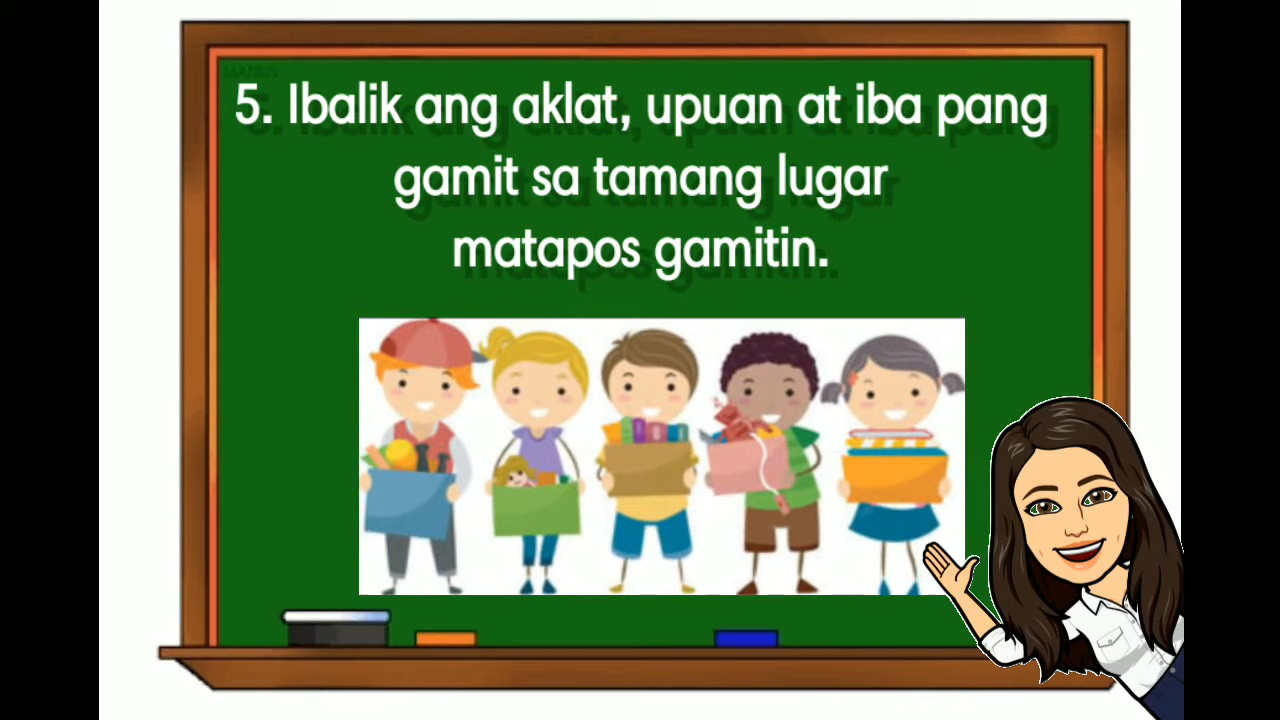 5. Ibalik ang aklat, upuan at iba pang
gamit sa tamang lugar
matapos gamitin.